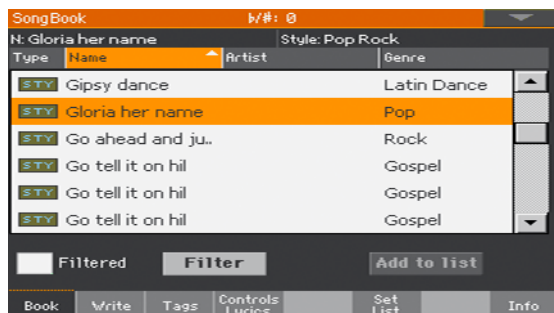 SongBook ♭/#: 0
N: Gloria her name Style: Pop Rock
Type Name Artist Genre
STY Gipsy dance Latin Dance
STY Gloria her name Pop
STY Go ahead and ju.. Rock
STY Go tell it on hil Gospel
STY Go tell it on hil Gospel
STY Go tell it on hil Gospel
Filtered Filter Add to list
Book Write Tags Controls Lyrics Set List Info